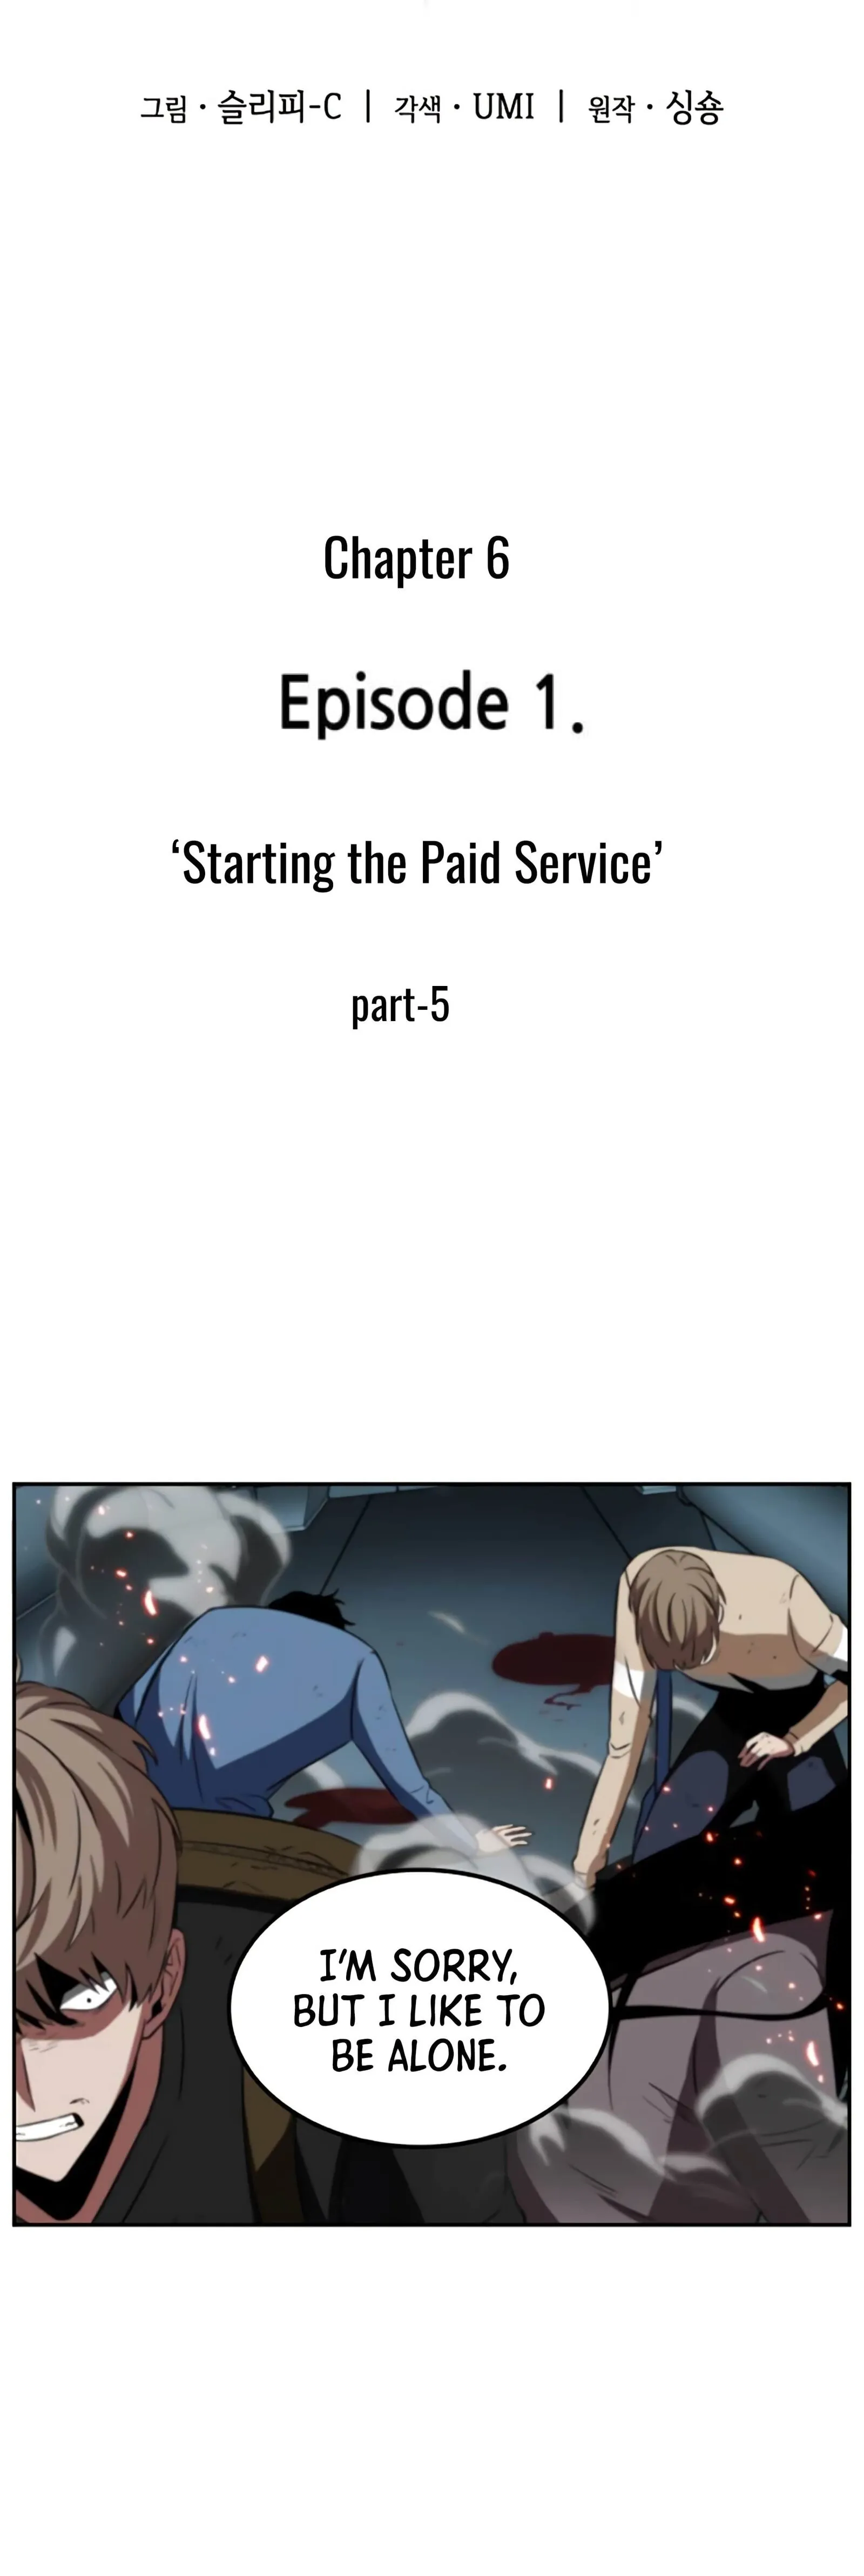 그림 · 슬리피-C | 각색 · UMI | 원작 · 싱숑
Chapter 6
Episode 1.
‘Starting the Paid Service’
part-5
I'M SORRY,
BUT I LIKE TO
BE ALONE.